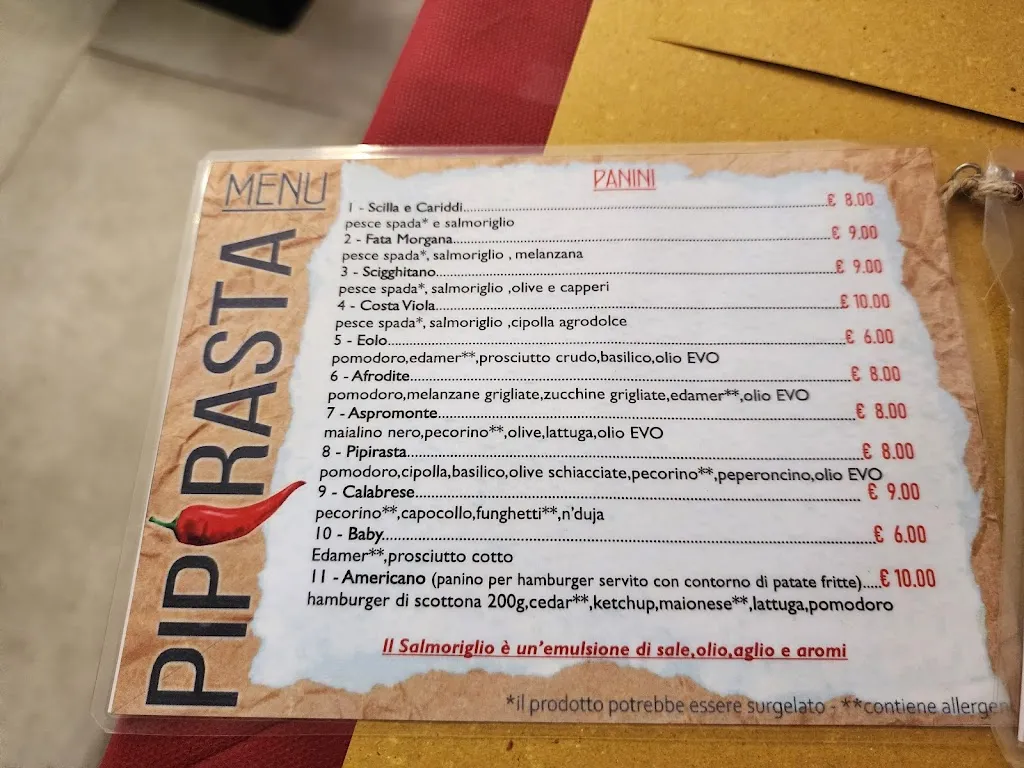 MENU
PIPIRASTA
PANINI
1 - Scilla e Cariddi......€ 8.00
pesce spada* e salmoriglio
2 - Fata Morgana......€ 9.00
pesce spada*, salmoriglio , melanzana
3 - Scigghitano......€ 9.00
pesce spada*, salmoriglio ,olive e capperi
4 - Costa Viola......€ 10.00
pesce spada*, salmoriglio ,cipolla agrodolce
5 - Eolo......€ 6.00
pomodoro,edamer**,prosciutto crudo,basilico,olio EVO
6 - Afrodite......€ 8.00
pomodoro,melanzane grigliate,zucchine grigliate,edamer**,olio EVO
7 - Aspromonte......€ 8.00
maialino nero,pecorino**,olive,lattuga,olio EVO
8 - Pipirasta......€ 8.00
pomodoro,cipolla,basilico,olive schiacciate,pecorino**,peperoncino,olio EVO
9 - Calabrese......€ 9.00
pecorino**,capocollo,funghetti**,n'duja
10 - Baby......€ 6.00
Edamer**,prosciutto cotto
11 - Americano (panino per hamburger servito con contorno di patate fritte).....€ 10.00
hamburger di scottona 200g,cedar**,ketchup,maionese**,lattuga,pomodoro
Il Salmoriglio è un'emulsione di sale,olio,aglio e aromi
*il prodotto potrebbe essere surgelato - **contiene allergen